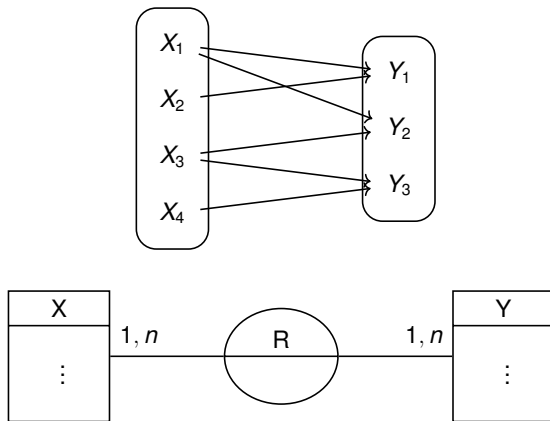 X1
Y1
X2
Y2
X3
Y3
X4
X
Y
1, n
R
1, n
⋮
⋮